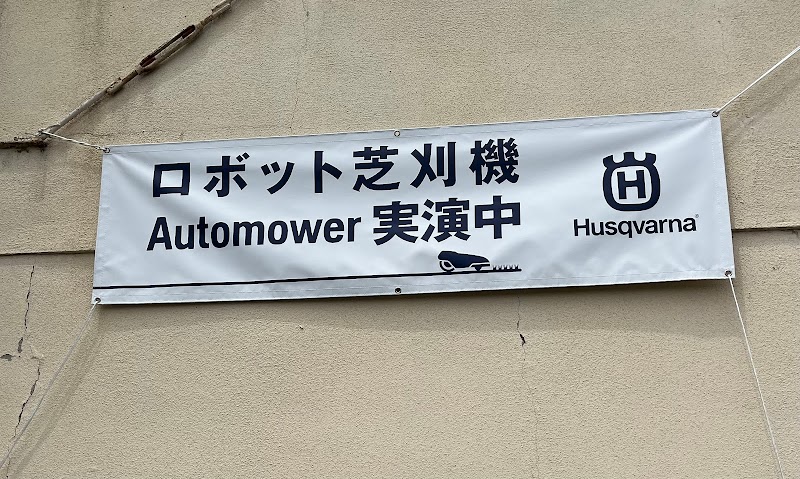 ロボット芝刈機
Automower 実演中
H
Husqvarna